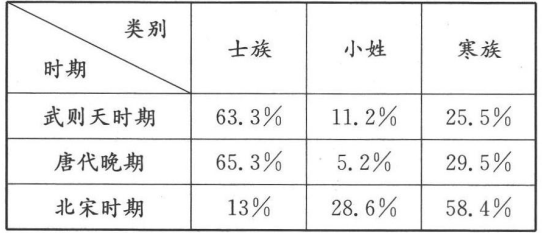 类别
时期
士族 小姓 寒族
武则天时期 63.3% 11.2% 25.5%
唐代晚期 65.3% 5.2% 29.5%
北宋时期 13% 28.6% 58.4%